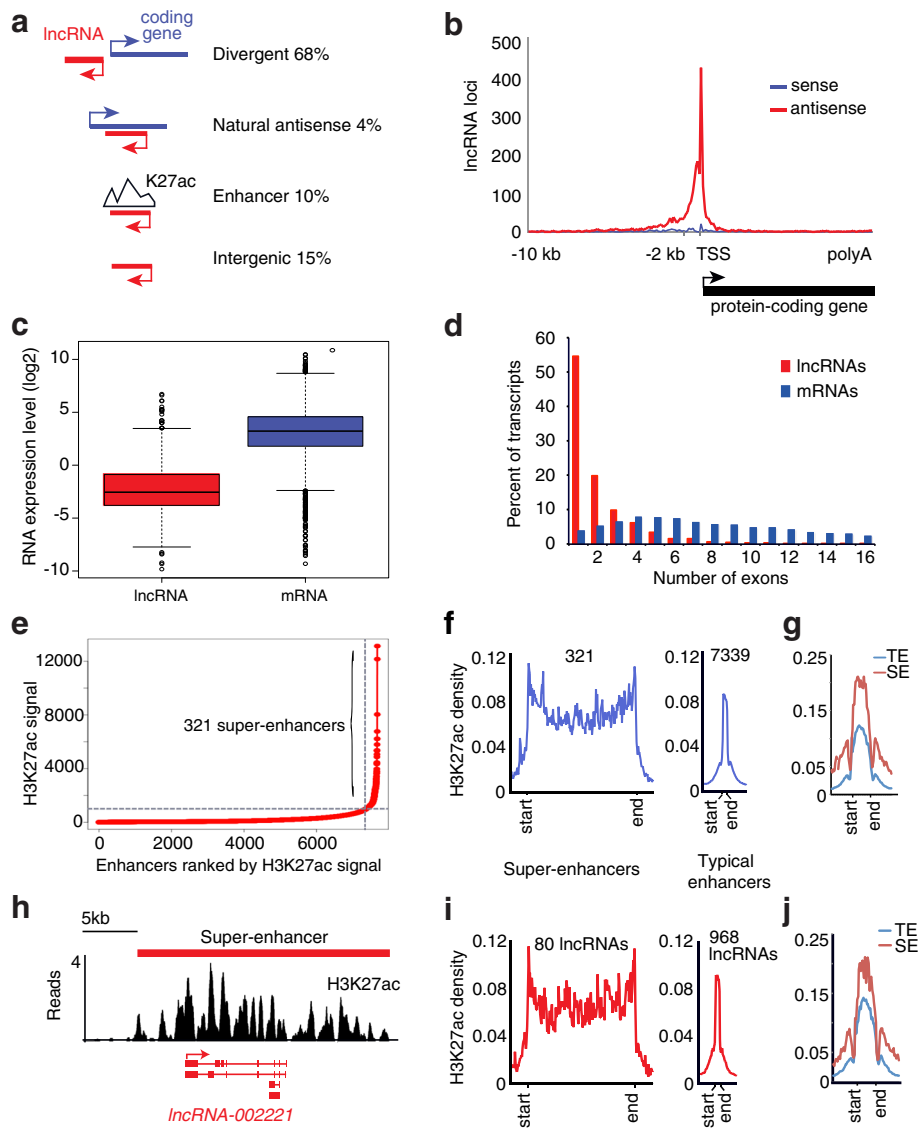 a
lncRNA
coding
gene
Divergent 68%
Natural antisense 4%
K27ac
Enhancer 10%
Intergenic 15%
b
lncRNA loci
500
400
300
200
100
0
sense
antisense
-10 kb
-2 kb
TSS
polyA
protein-coding gene
c
RNA expression level (log2)
10
5
0
-5
-10
lncRNA
mRNA
d
Percent of transcripts
60
50
40
30
20
10
0
lncRNAs
mRNAs
2 4 6 8 10 12 14 16
Number of exons
e
H3K27ac signal
12000
8000
4000
0
321 super-enhancers
0 2000 4000 6000
Enhancers ranked by H3K27ac signal
f
H3K27ac density
0.12
0.08
0.04
0
321
start
end
Super-enhancers
0.12
0.08
0.04
0
7339
start
end
Typical
enhancers
g
0.25
0.15
0.05
TE
SE
start
end
h
5kb
Super-enhancer
Reads
4
H3K27ac
lncRNA-002221
i
H3K27ac density
0.12
0.08
0.04
0
80 lncRNAs
start
end
0.12
0.08
0.04
0
968
lncRNAs
start
end
j
0.25
0.15
0.05
TE
SE
start
end